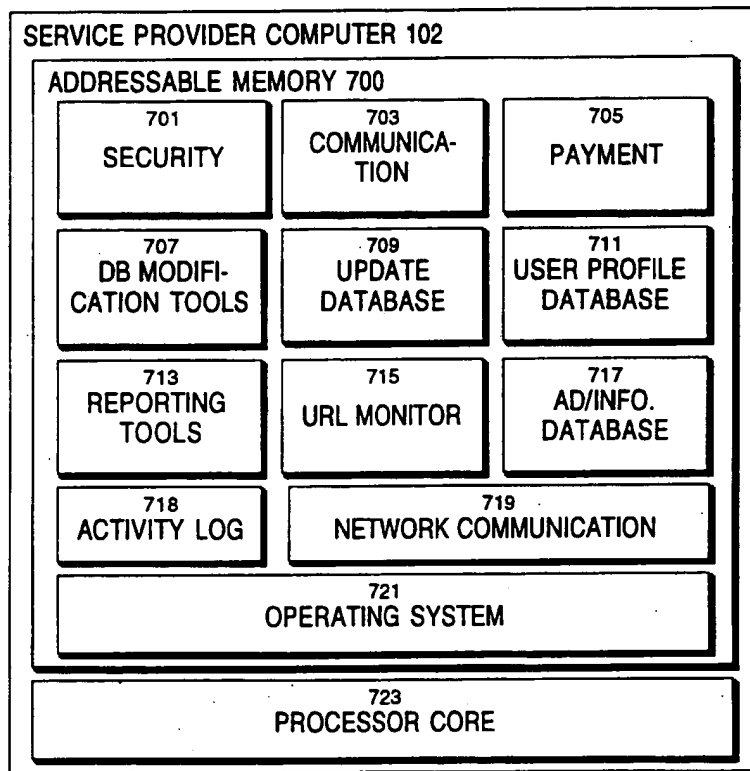 SERVICE PROVIDER COMPUTER 102
ADDRESSABLE MEMORY 700
701
SECURITY
703
COMMUNICA-
TION
705
PAYMENT
707
DB MODIFI-
CATION TOOLS
709
UPDATE
DATABASE
711
USER PROFILE
DATABASE
713
REPORTING
TOOLS
715
URL MONITOR
717
AD/INFO.
DATABASE
718
ACTIVITY LOG
719
NETWORK COMMUNICATION
721
OPERATING SYSTEM
723
PROCESSOR CORE